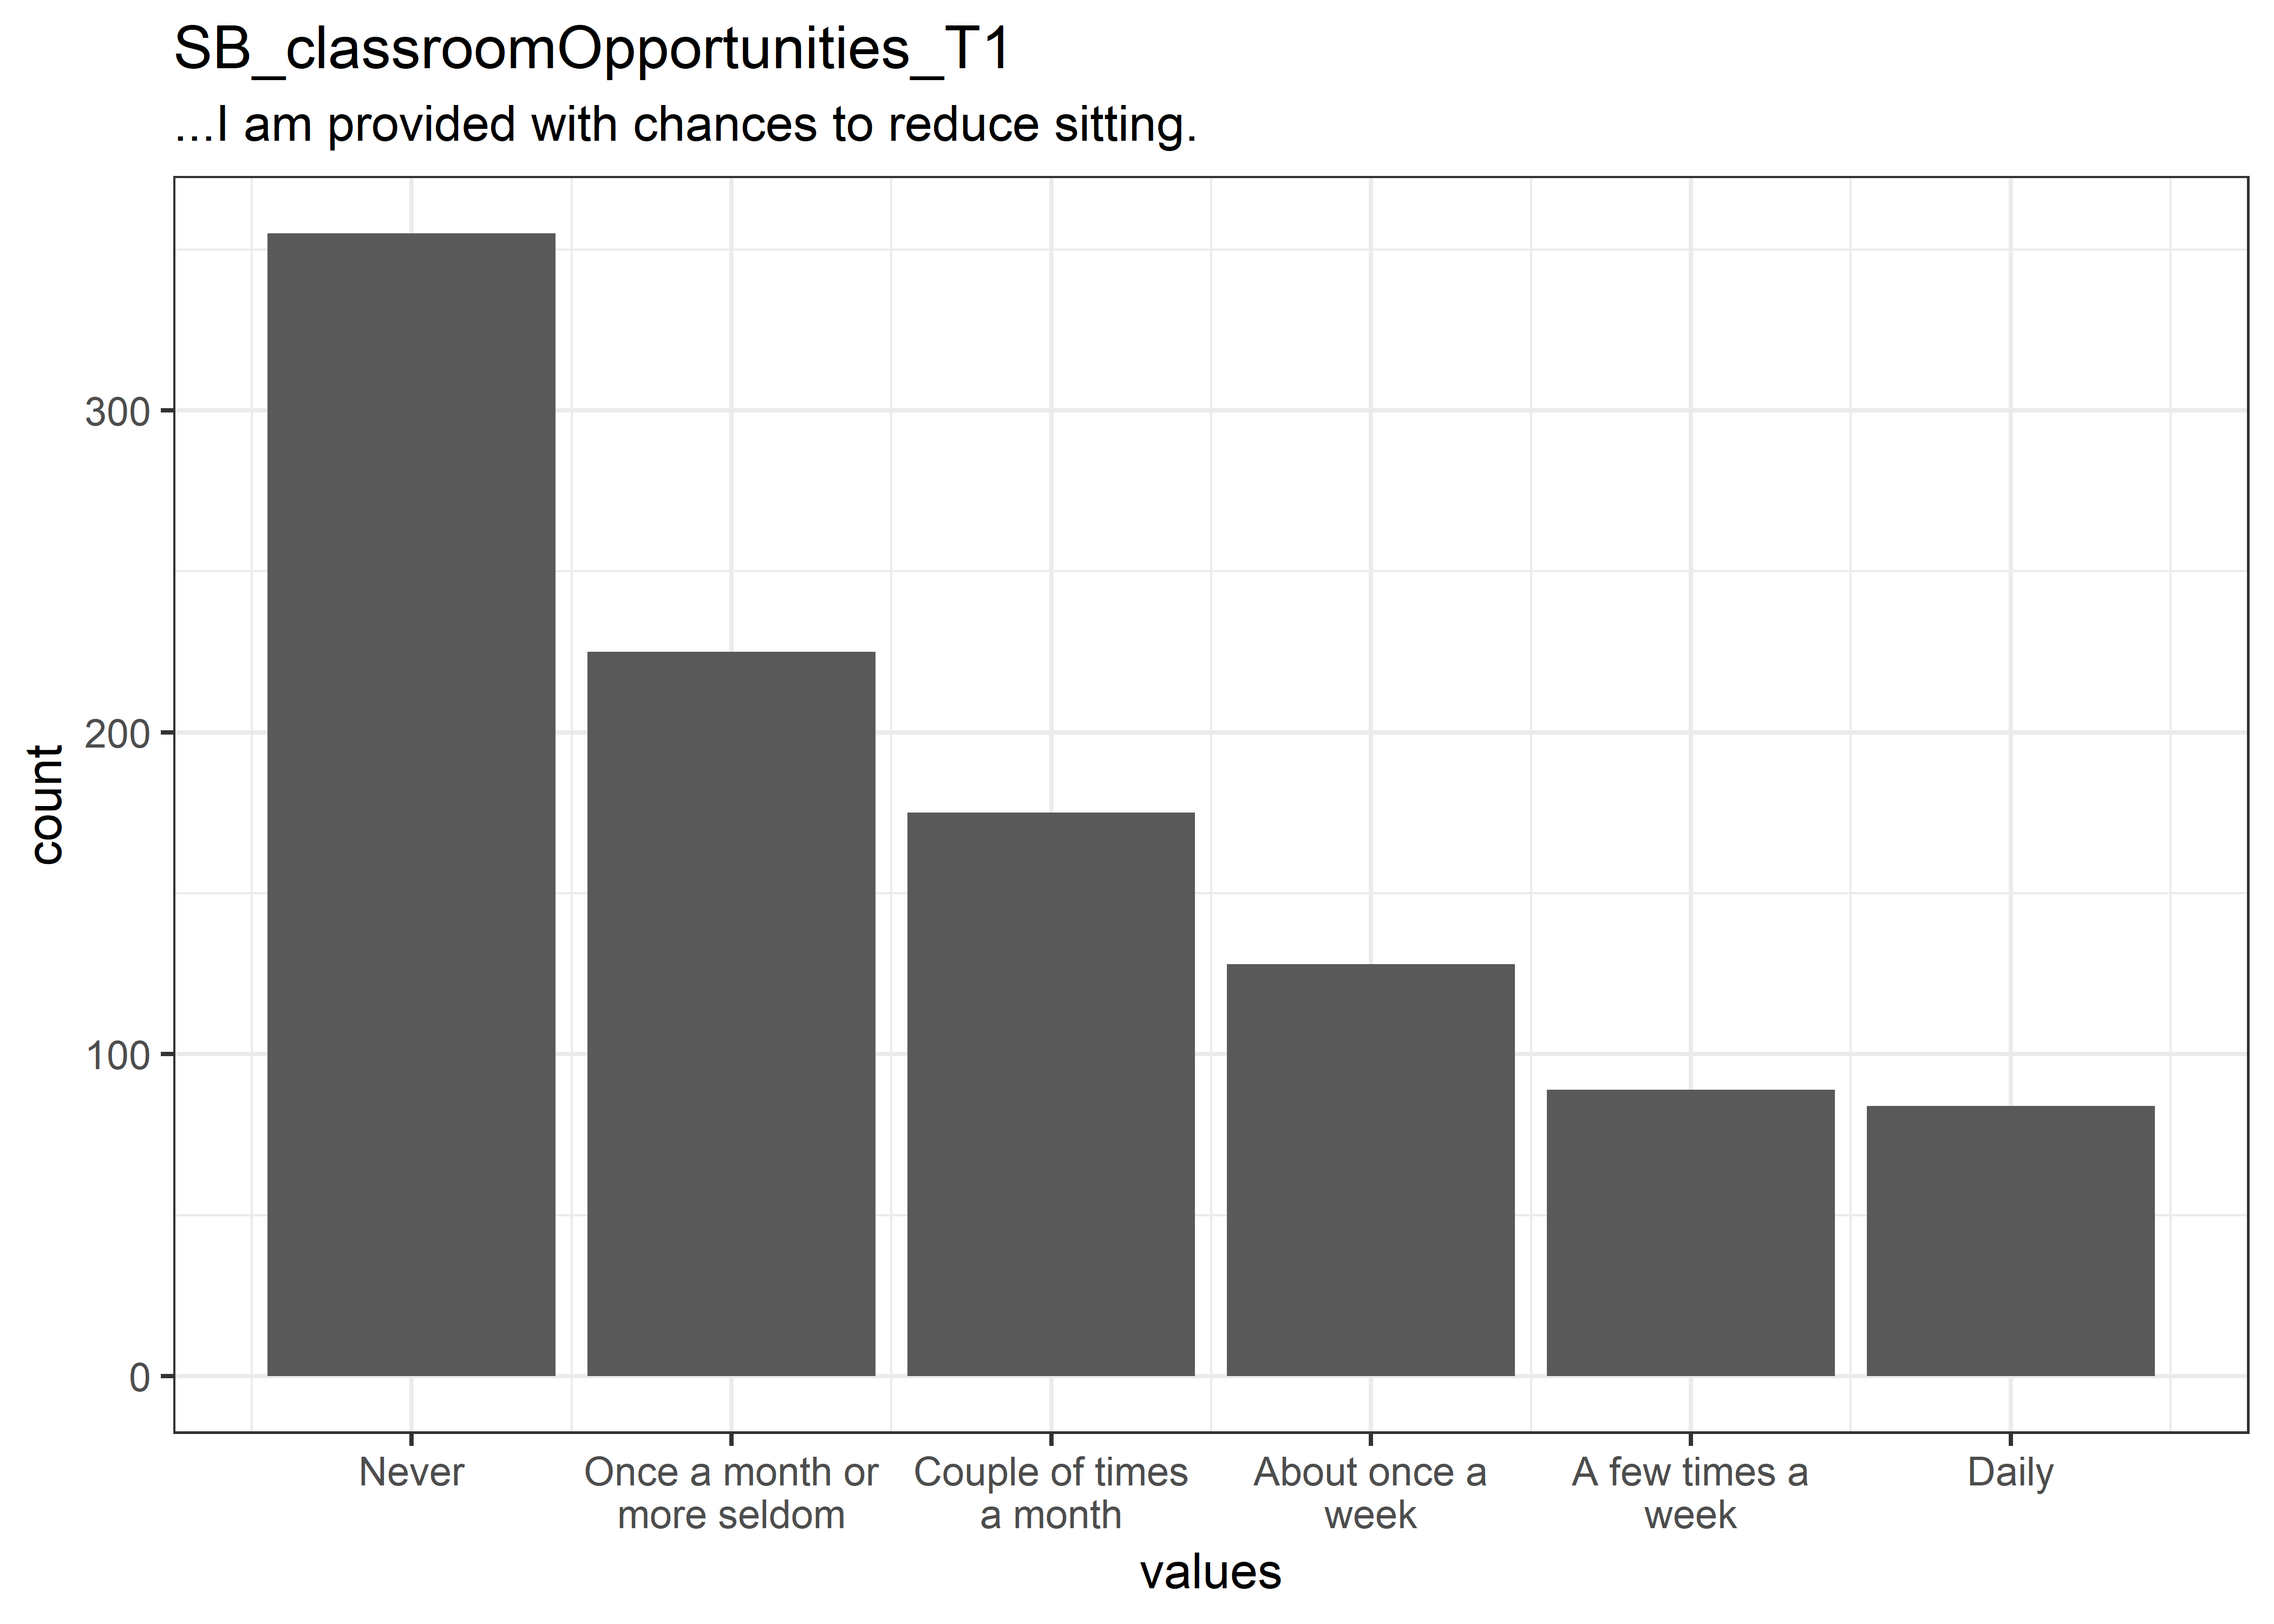 SB_classroomOpportunities_T1
...I am provided with chances to reduce sitting.
300
200
100
0
count
Never
Once a month or
more seldom
Couple of times
a month
About once a
week
A few times a
week
Daily
values